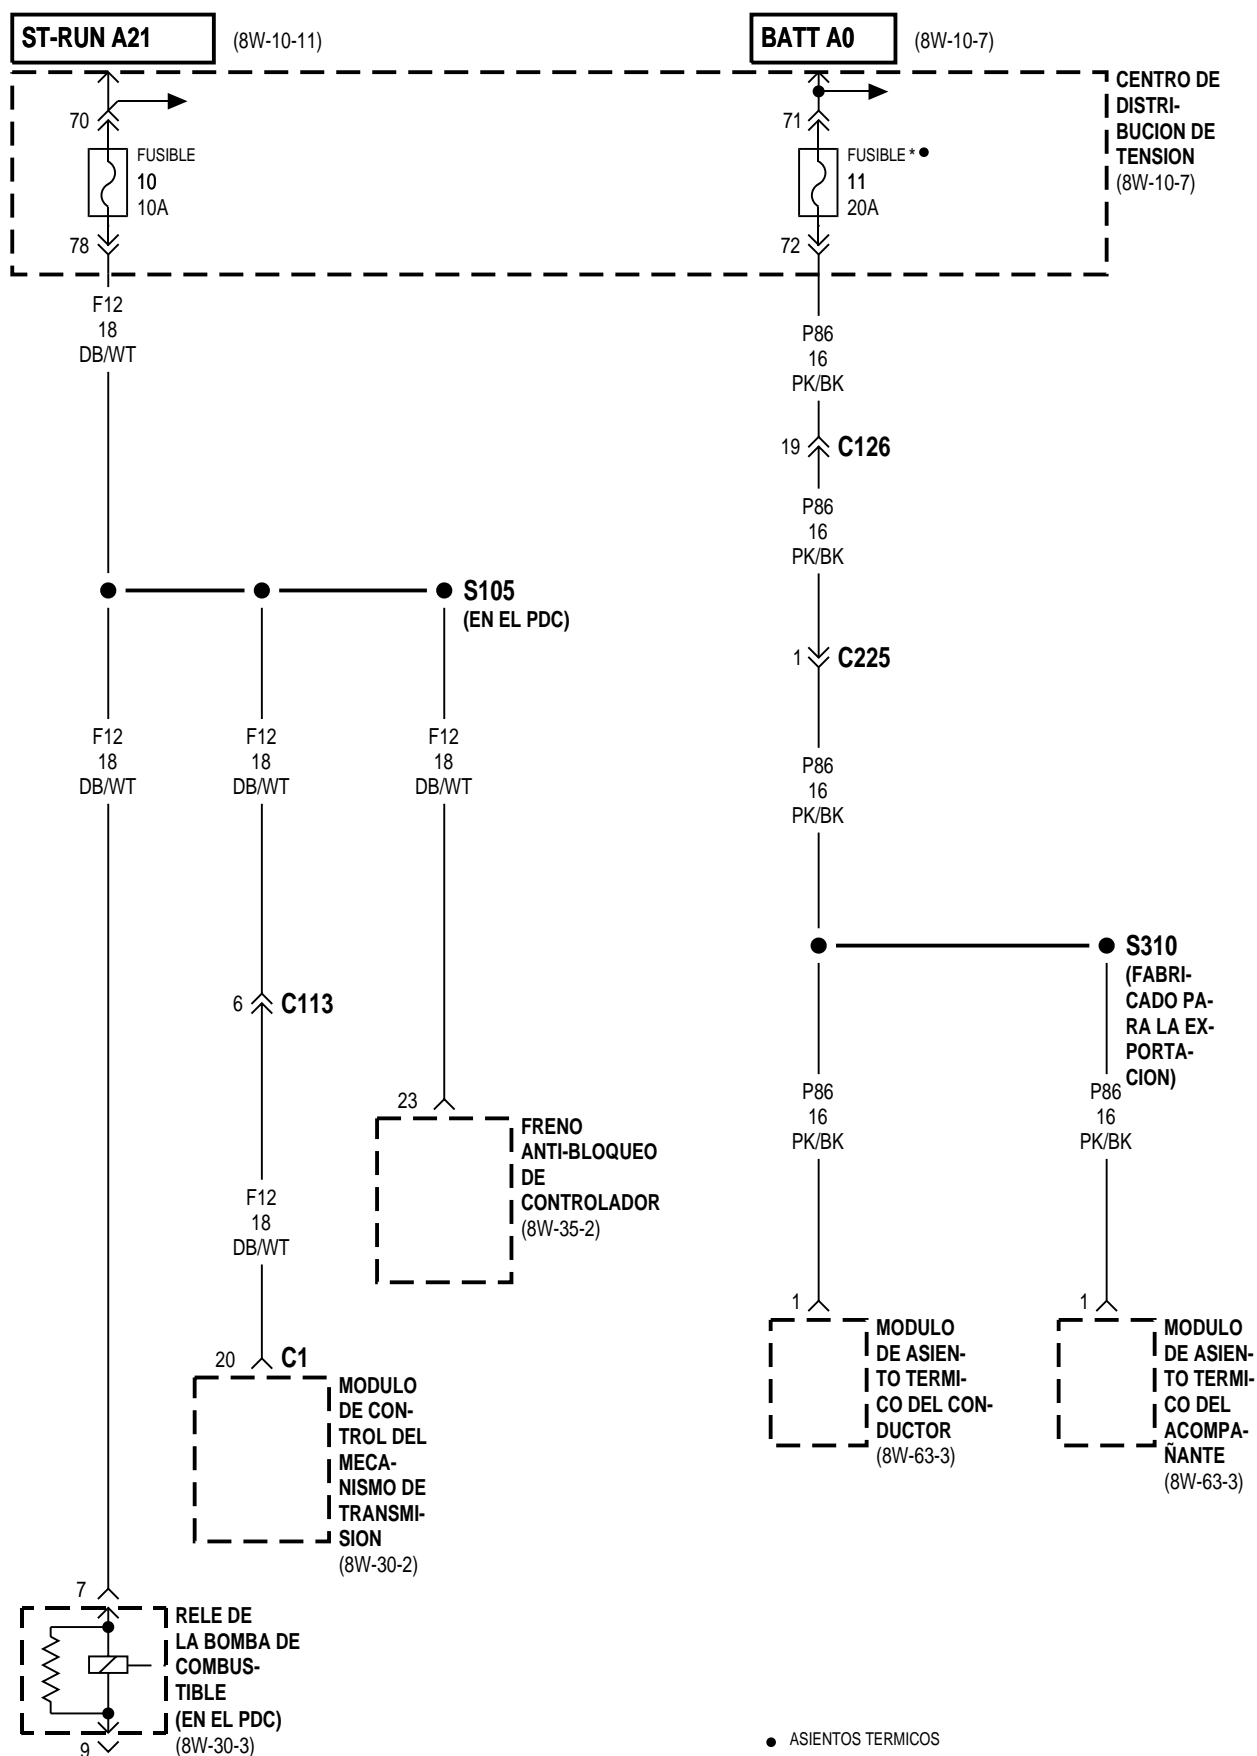 ST-RUN A21
(8W-10-11)
BATT A0
(8W-10-7)
CENTRO DE
DISTRI-
BUCION DE
TENSION
(8W-10-7)
70
FUSIBLE
10
10A
78
71
FUSIBLE * ●
11
20A
72
F12
18
DB/WT
P86
16
PK/BK
19
C126
P86
16
PK/BK
S105
(EN EL PDC)
1
C225
F12
18
DB/WT
F12
18
DB/WT
F12
18
DB/WT
P86
16
PK/BK
S310
(FABRI-
CADO PA-
RA LA EX-
PORTA-
CION)
6
C113
P86
16
PK/BK
P86
16
PK/BK
23
FRENO
ANTI-BLOQUEO
DE
CONTROLADOR
(8W-35-2)
F12
18
DB/WT
1
MODULO
DE ASIEN-
TO TERMI-
CO DEL CON-
DUCTOR
(8W-63-3)
1
MODULO
DE ASIEN-
TO TERMI-
CO DEL
ACOMPA-
ÑANTE
(8W-63-3)
20
C1
MODULO
DE CON-
TROL DEL
MECA-
NISMO DE
TRANSMI-
SION
(8W-30-2)
7
RELE DE
LA BOMBA DE
COMBUS-
TIBLE
(EN EL PDC)
(8W-30-3)
9
● ASIENTOS TERMICOS